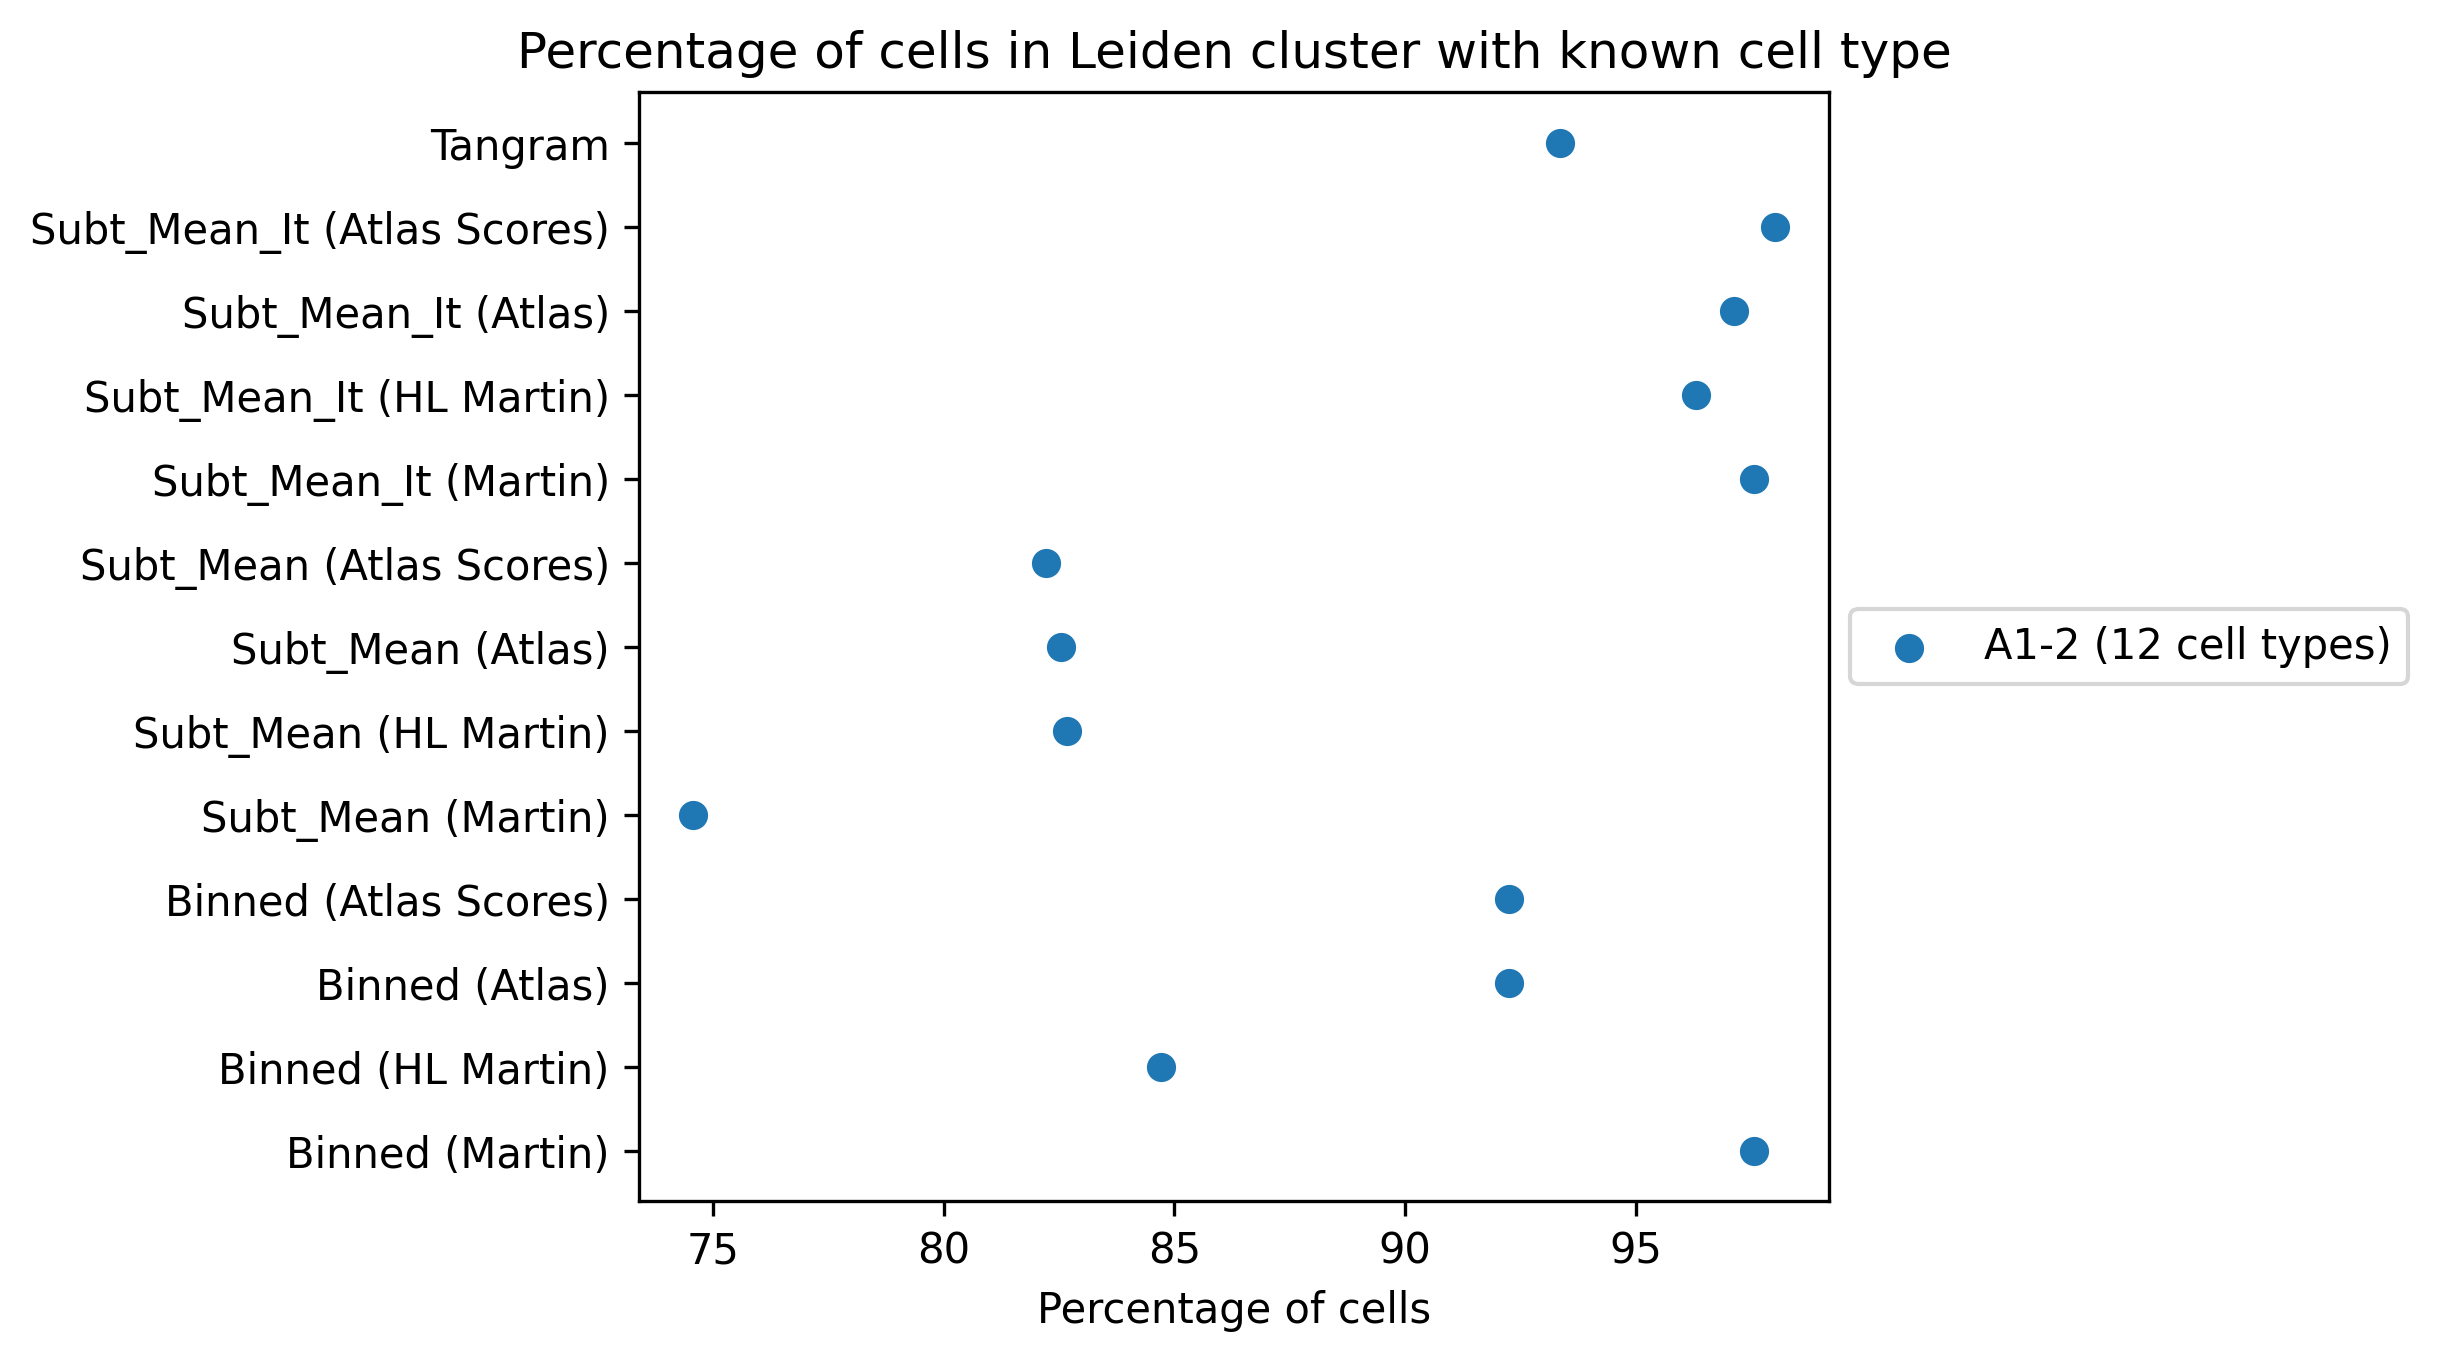 Percentage of cells in Leiden cluster with known cell type
Tangram
Subt_Mean_It (Atlas Scores)
Subt_Mean_It (Atlas)
Subt_Mean_It (HL Martin)
Subt_Mean_It (Martin)
Subt_Mean (Atlas Scores)
Subt_Mean (Atlas)
Subt_Mean (HL Martin)
Subt_Mean (Martin)
Binned (Atlas Scores)
Binned (Atlas)
Binned (HL Martin)
Binned (Martin)
A1-2 (12 cell types)
75 80 85 90 95
Percentage of cells